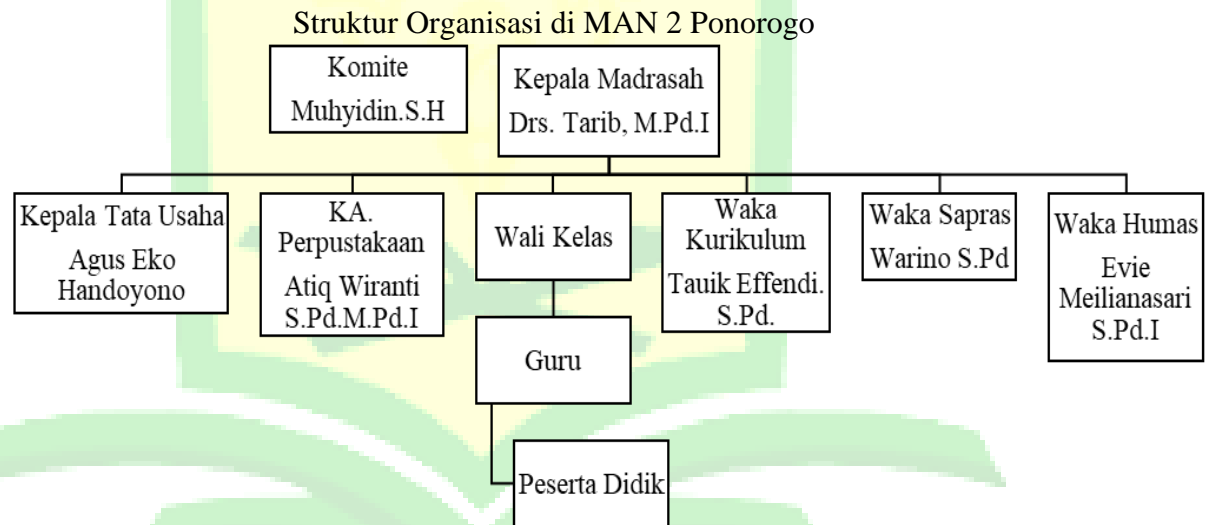 Struktur Organisasi di MAN 2 Ponorogo
Komite
Muhyidin.S.H
Kepala Madrasah
Drs. Tarib, M.Pd.I
Kepala Tata Usaha
Agus Eko
Handoyono
KA.
Perpustakaan
Atiq Wiranti
S.Pd.M.Pd.I
Wali Kelas
Waka
Kurikulum
Tauik Effendi.
S.Pd.
Waka Sapras
Warino S.Pd
Waka Humas
Evie
Meilianasari
S.Pd.I
Guru
Peserta Didik